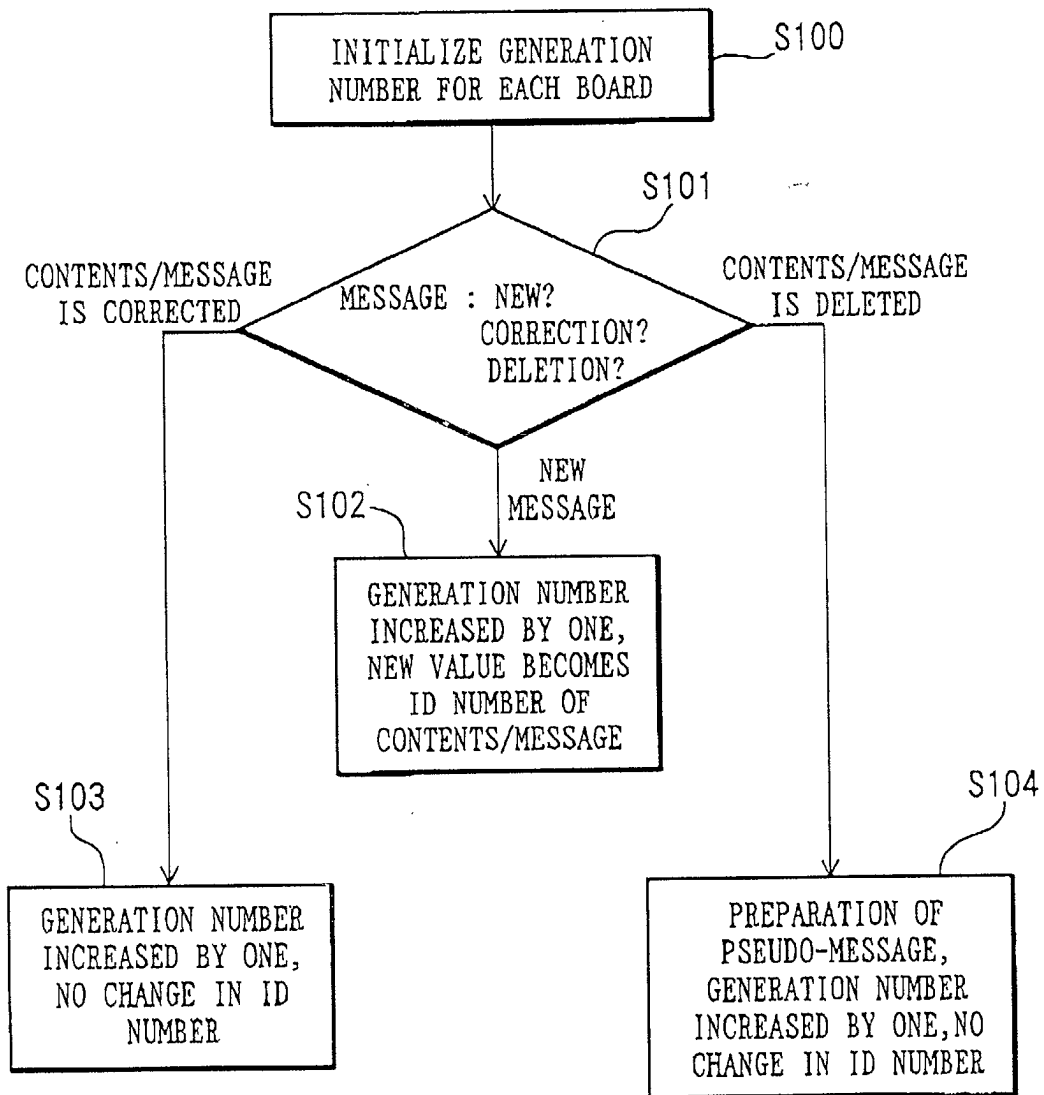 INITIALIZE GENERATION
NUMBER FOR EACH BOARD
S100
S101
CONTENTS/MESSAGE
IS CORRECTED
MESSAGE : NEW?
CORRECTION?
DELETION?
CONTENTS/MESSAGE
IS DELETED
NEW
MESSAGE
S102
GENERATION NUMBER
INCREASED BY ONE,
NEW VALUE BECOMES
ID NUMBER OF
CONTENTS/MESSAGE
S103
GENERATION NUMBER
INCREASED BY ONE,
NO CHANGE IN ID
NUMBER
S104
PREPARATION OF
PSEUDO-MESSAGE,
GENERATION NUMBER
INCREASED BY ONE,NO
CHANGE IN ID NUMBER